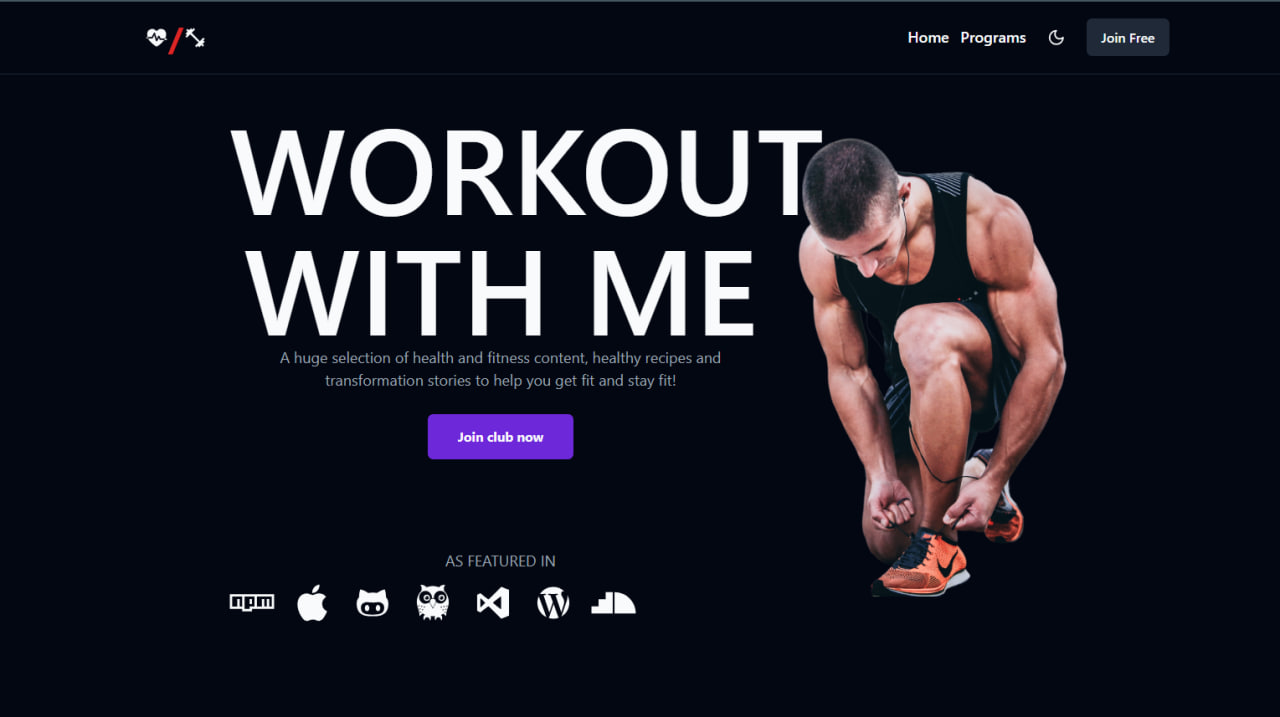 Home Programs Join Free
WORKOUT
WITH ME
A huge selection of health and fitness content, healthy recipes and
transformation stories to help you get fit and stay fit!
Join club now
AS FEATURED IN
npm